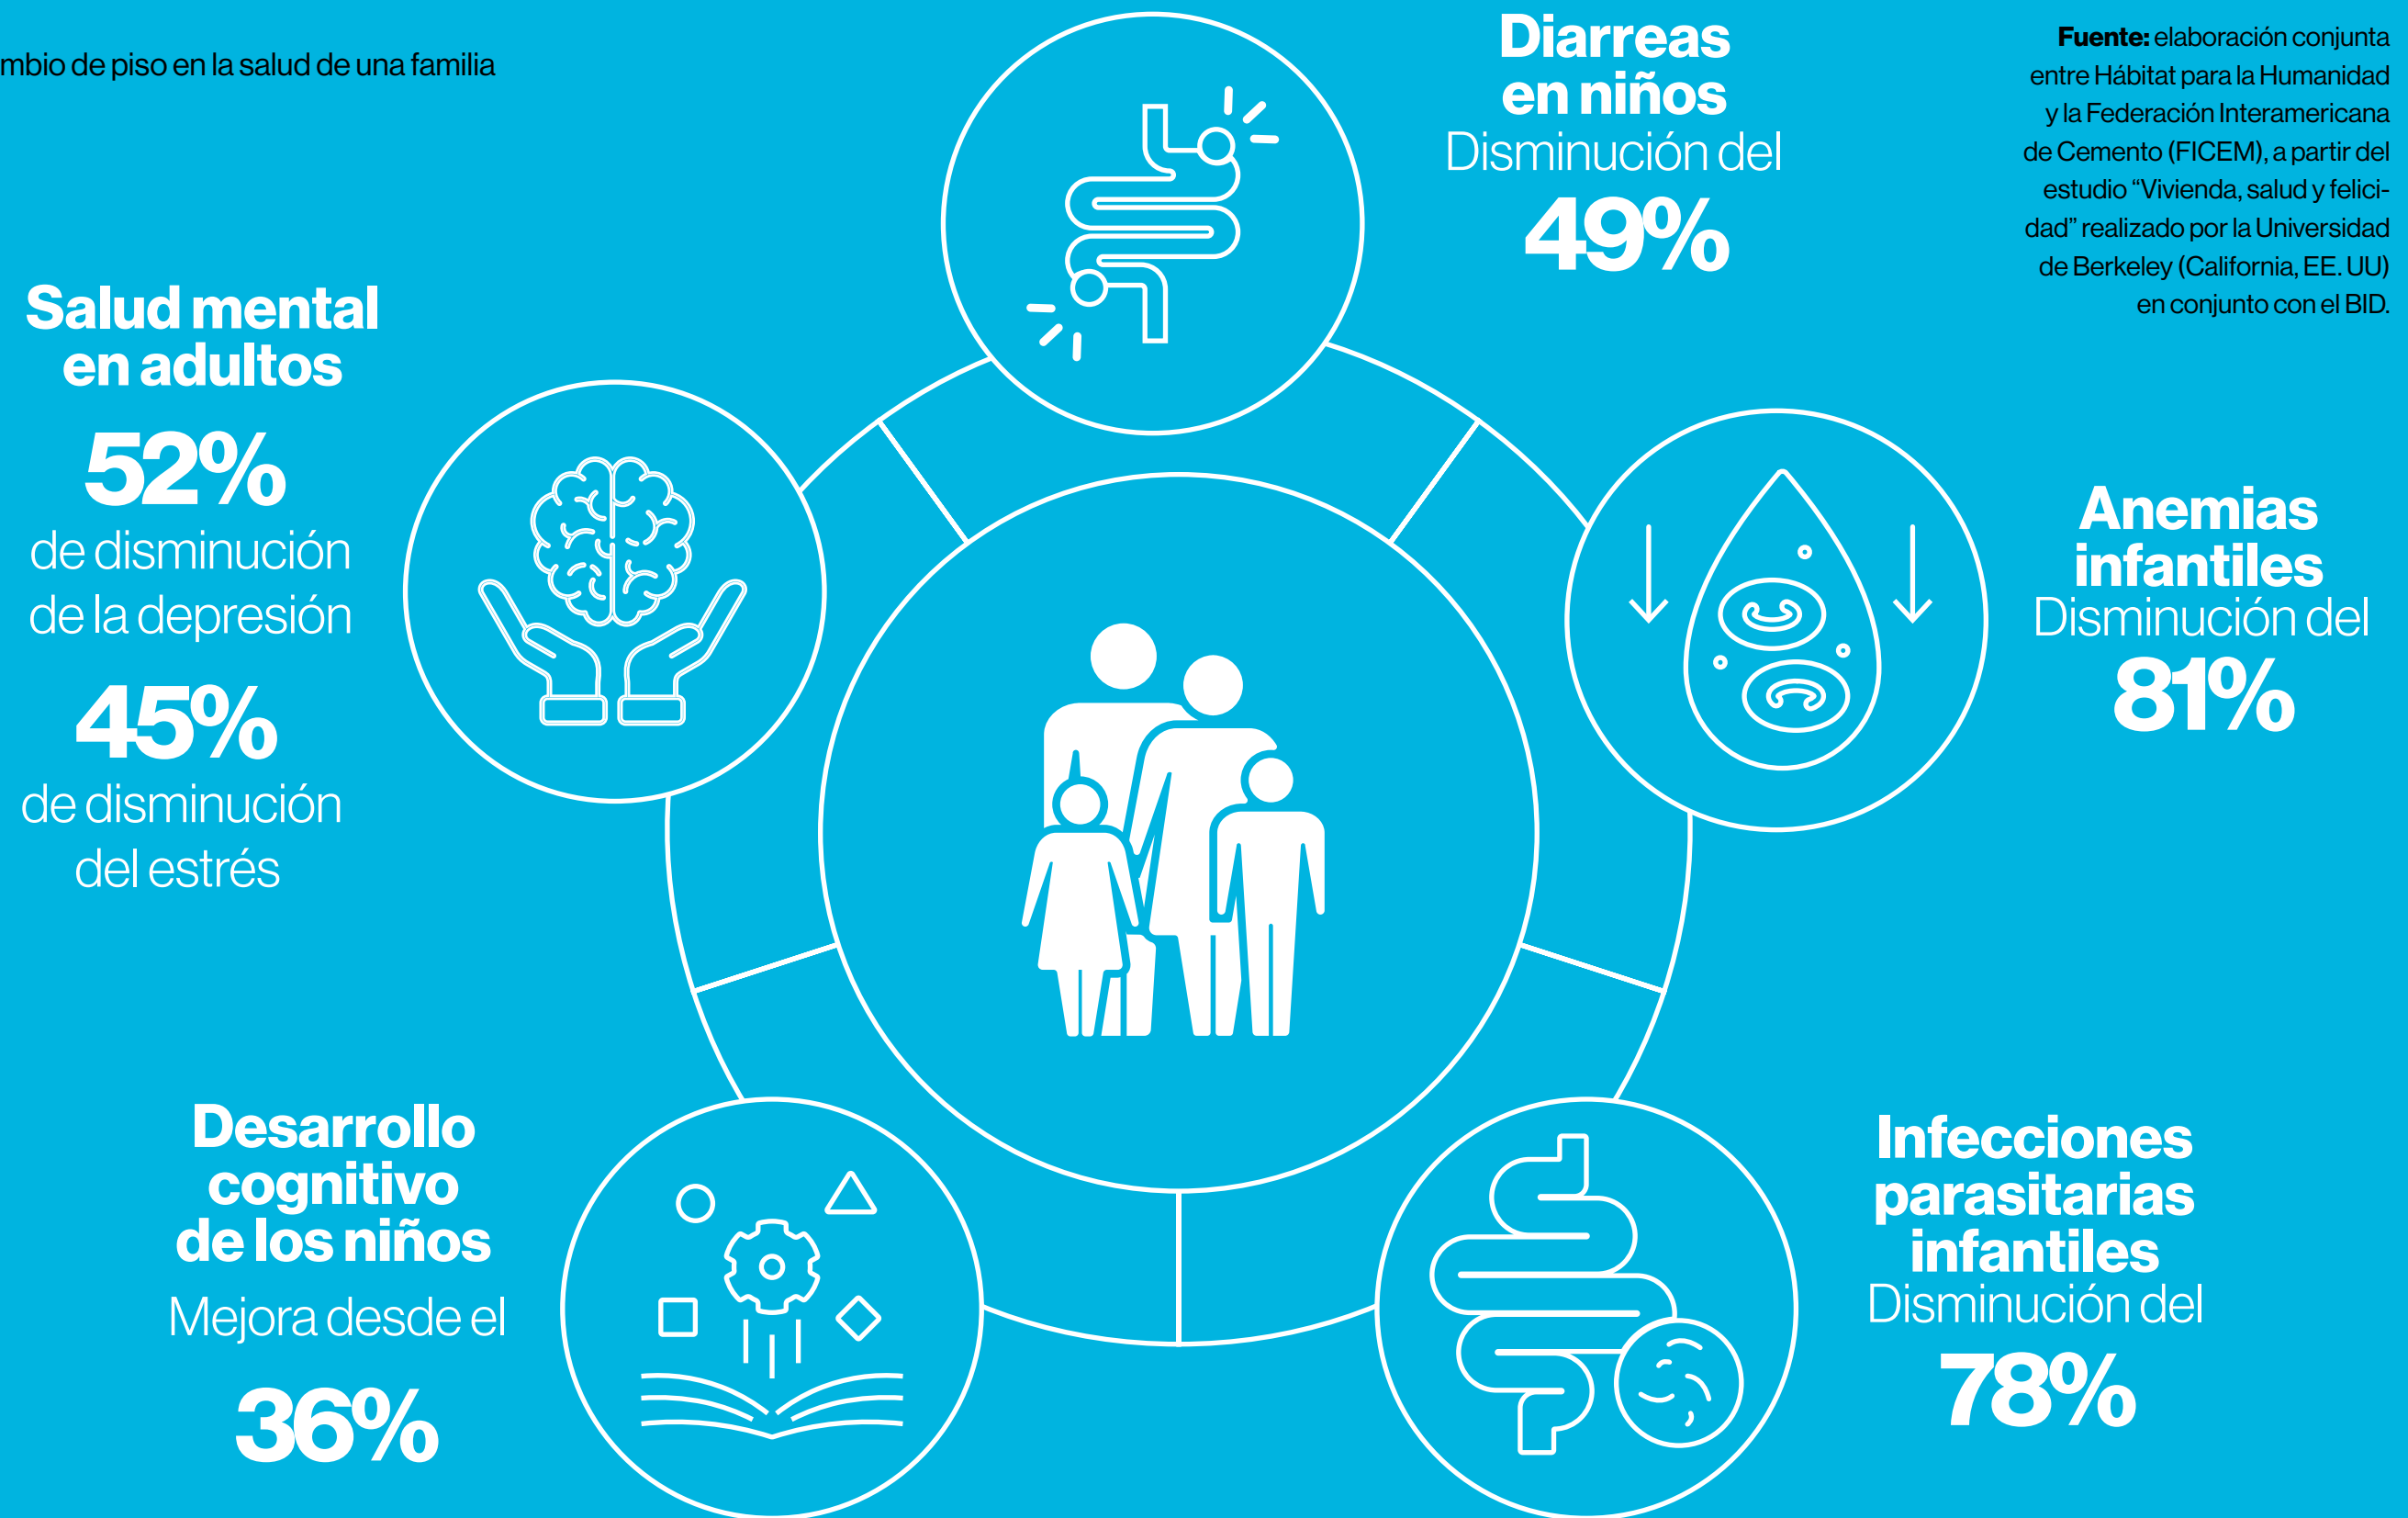 mbio de piso en la salud de una familia
Diarreas
en niños
Disminución del
49%
Fuente: elaboración conjunta
entre Hábitat para la Humanidad
y la Federación Interamericana
de Cemento (FICEM), a partir del
estudio “Vivienda, salud y felici-
dad” realizado por la Universidad
de Berkeley (California, EE. UU)
en conjunto con el BID.
Salud mental
en adultos
52%
de disminución
de la depresión
45%
de disminución
del estrés
Anemias
infantiles
Disminución del
81%
Desarrollo
cognitivo
de los niños
Mejora desde el
36%
Infecciones
parasitarias
infantiles
Disminución del
78%